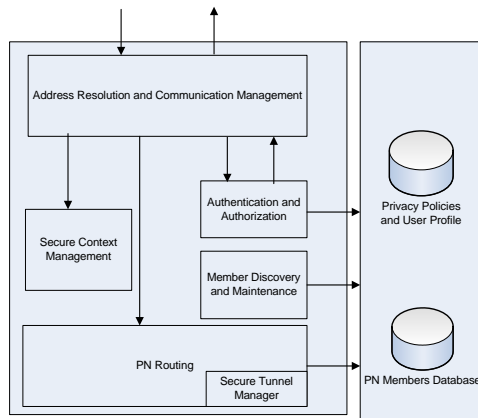 Address Resolution and Communication Management
Authentication and
Authorization
Privacy Policies
and User Profile
Secure Context
Management
Member Discovery
and Maintenance
PN Routing
Secure Tunnel
Manager
PN Members Database